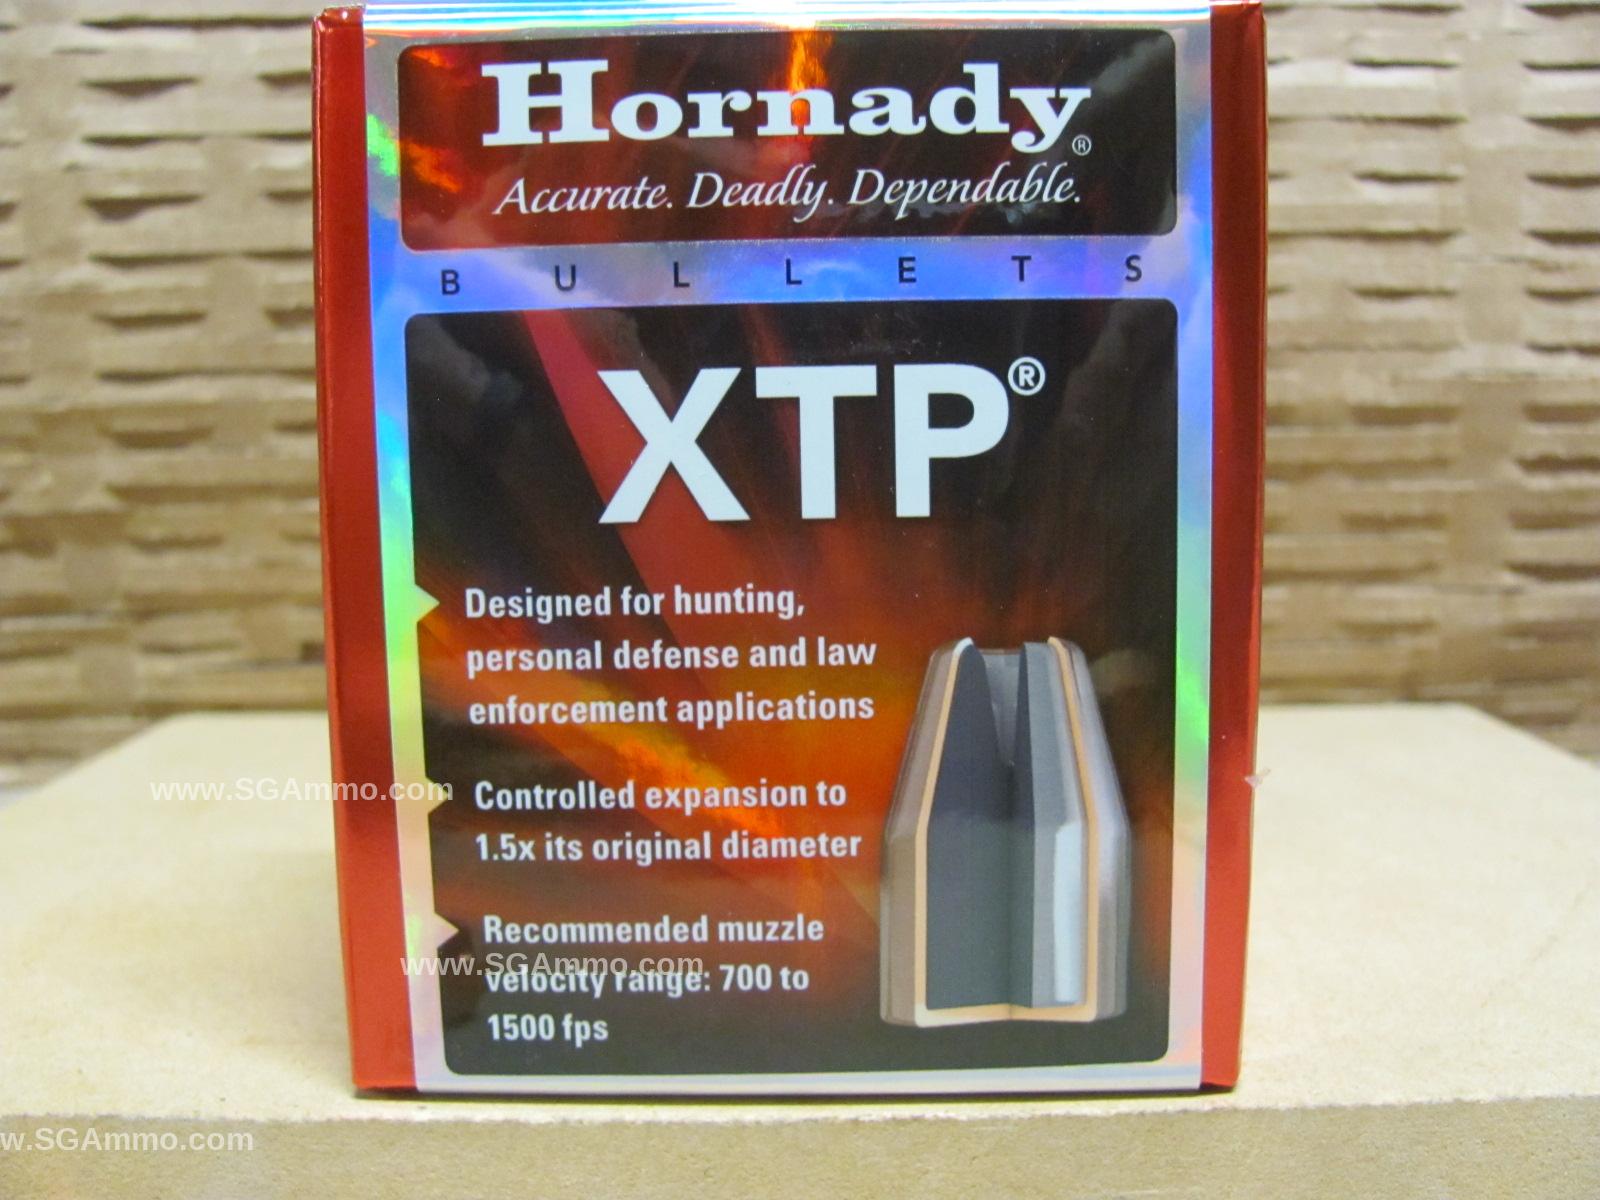 Hornady®
Accurate. Deadly. Dependable.
BULLETS
XTP®
Designed for hunting,
personal defense and law
enforcement applications
www.SGAmmo.com
Controlled expansion to
1.5x its original diameter
Recommended muzzle
www.SGAmmo.com
velocity range: 700 to
1500 fps
w.SGAmmo.com